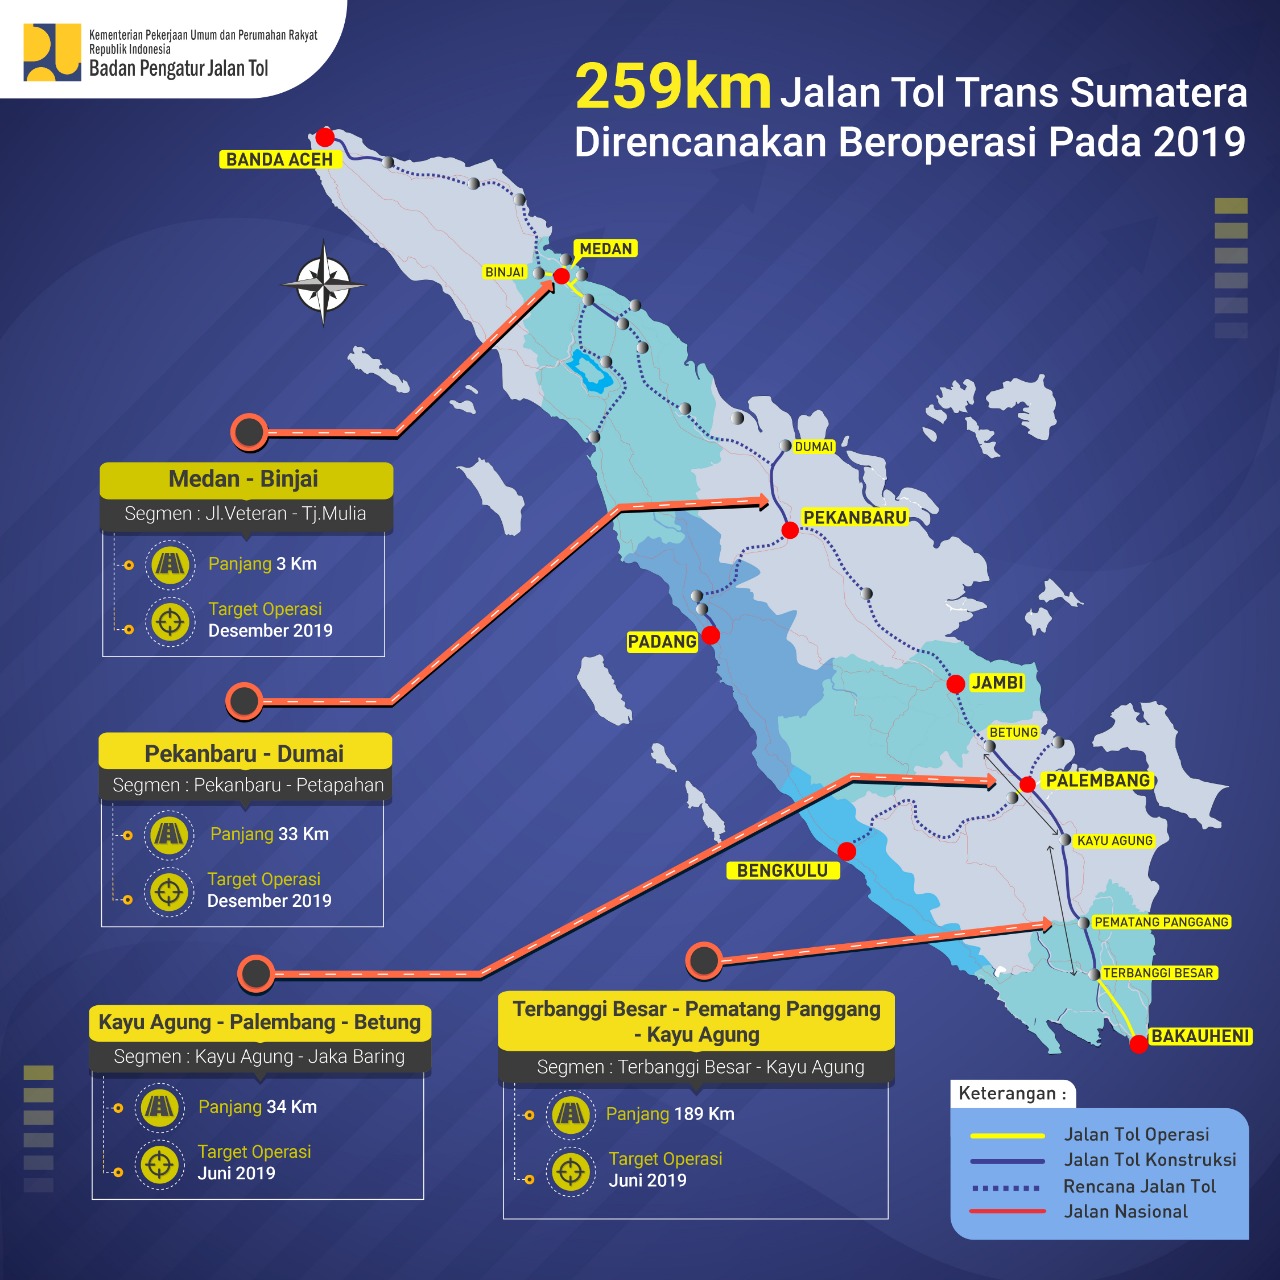 Kementerian Pekerjaan Umum dan Perumahan Rakyat
Republik Indonesia
Badan Pengatur Jalan Tol
259km Jalan Tol Trans Sumatera
Direncanakan Beroperasi Pada 2019
BANDA ACEH
MEDAN
BINJAI
DUMAI
PEKANBARU
PADANG
JAMBI
BETUNG
PALEMBANG
KAYU AGUNG
BENGKULU
PEMATANG PANGGANG
TERBANGGI BESAR
BAKAUHENI
Medan - Binjai
Segmen : Jl.Veteran - Tj.Mulia
Panjang 3 Km
Target Operasi
Desember 2019
Pekanbaru - Dumai
Segmen : Pekanbaru - Petapahan
Panjang 33 Km
Target Operasi
Desember 2019
Kayu Agung - Palembang - Betung
Segmen : Kayu Agung - Jaka Baring
Panjang 34 Km
Target Operasi
Juni 2019
Terbanggi Besar - Pematang Panggang
- Kayu Agung
Segmen : Terbanggi Besar - Kayu Agung
Panjang 189 Km
Target Operasi
Juni 2019
Keterangan :
Jalan Tol Operasi
Jalan Tol Konstruksi
Rencana Jalan Tol
Jalan Nasional